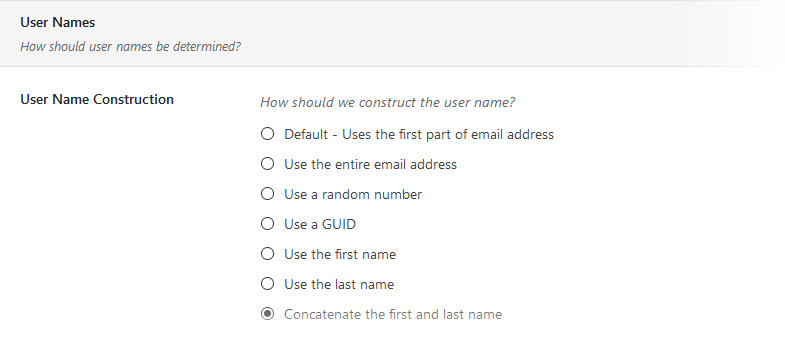 User Names
How should user names be determined?
User Name Construction
How should we construct the user name?
Default - Uses the first part of email address
Use the entire email address
Use a random number
Use a GUID
Use the first name
Use the last name
Concatenate the first and last name